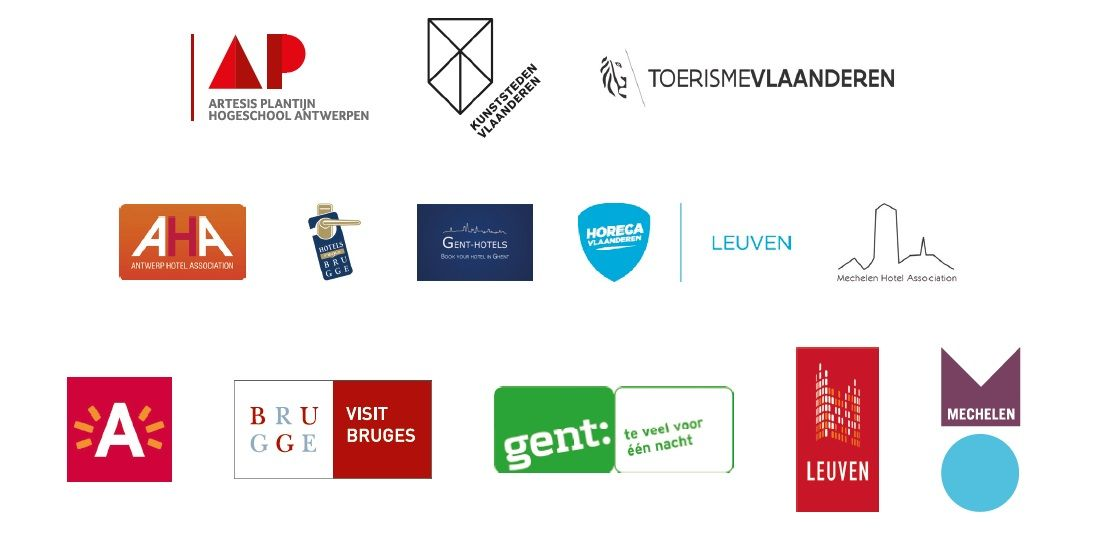 AP
ARTESIS PLANTIJN
HOGESCHOOL ANTWERPEN
KUNSTSTEDEN
VLAANDEREN
TOERISMEVLAANDEREN
AHA
ANTWERP HOTEL ASSOCIATION
HOTELS
BRU
GGE
GENT-HOTELS
BOOK YOUR HOTEL IN GHENT
HORECA
VLAANDEREN
LEUVEN
Mechelen Hotel Association
A
BRU
GGE
VISIT
BRUGES
gent:
te veel voor
één nacht
LEUVEN
MECHELEN